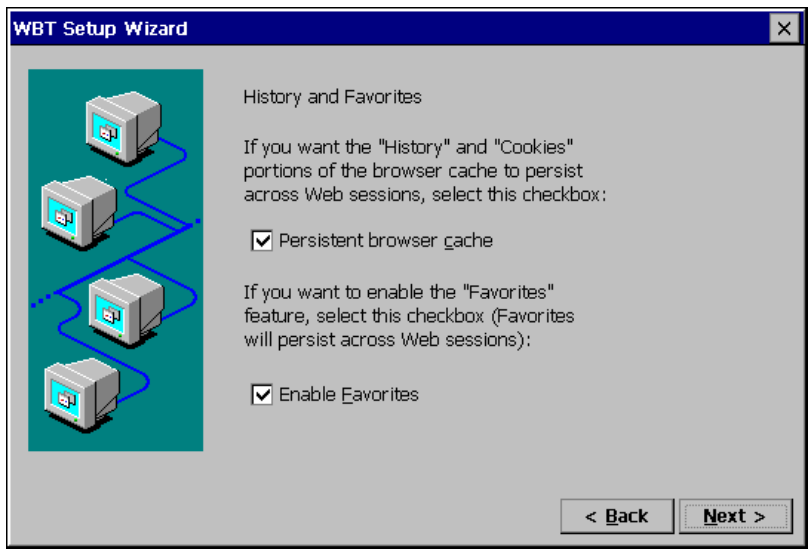 WBT Setup Wizard
History and Favorites
If you want the "History" and "Cookies"
portions of the browser cache to persist
across Web sessions, select this checkbox:
Persistent browser cache
If you want to enable the "Favorites"
feature, select this checkbox (Favorites
will persist across Web sessions):
Enable Favorites
< Back
Next >